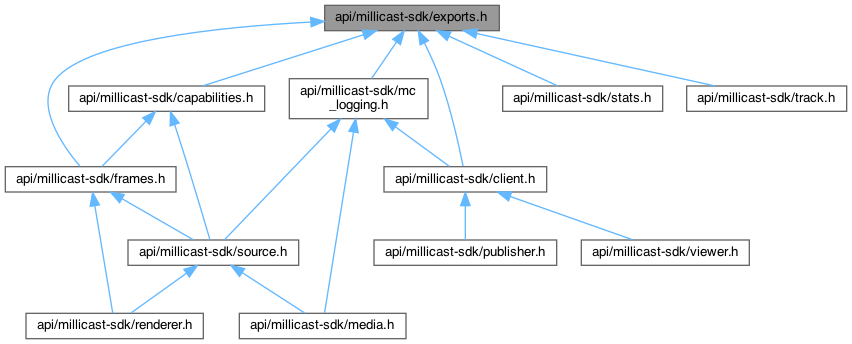 api/millicast-sdk/exports.h
api/millicast-sdk/capabilities.h
api/millicast-sdk/mc
_logging.h
api/millicast-sdk/stats.h
api/millicast-sdk/track.h
api/millicast-sdk/frames.h
api/millicast-sdk/client.h
api/millicast-sdk/source.h
api/millicast-sdk/publisher.h
api/millicast-sdk/viewer.h
api/millicast-sdk/renderer.h
api/millicast-sdk/media.h